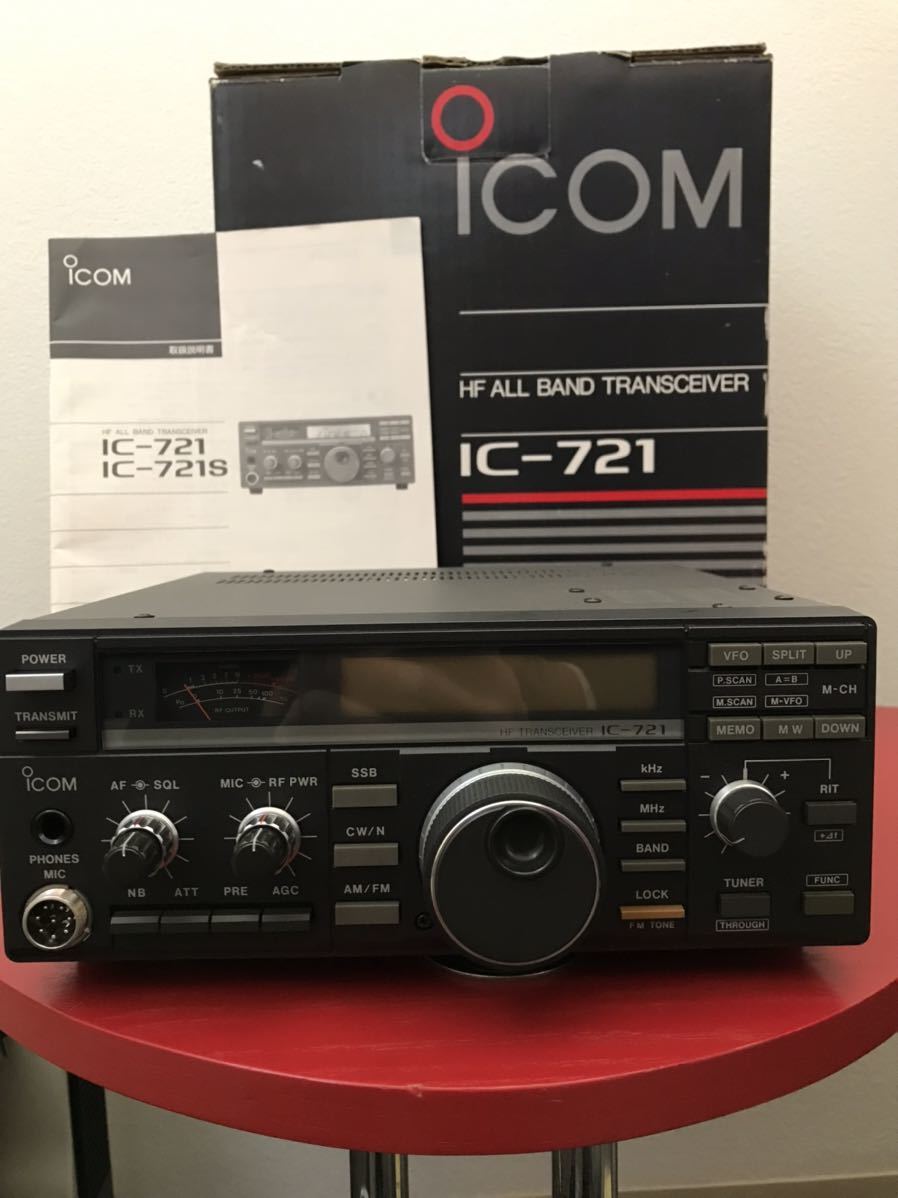 ICOM
HF ALL BAND TRANSCEIVER
IC-721
ICOM
取扱説明書
HF ALL BAND TRANSCEIVER
IC-721
IC-721S
POWER
TRANSMIT
TX
RX
RF OUTPUT
HF TRANSCEIVER IC-721
VFO SPLIT UP
P.SCAN A=B
M-CH
M.SCAN M▸VFO
MEMO MW DOWN
ICOM
PHONES
MIC
AF SQL
MIC RF PWR
NB ATT PRE AGC
SSB
CW/N
AM/FM
kHz
MHz
BAND
LOCK
FM TONE
- +
RIT
+Δf
TUNER
THROUGH
FUNC